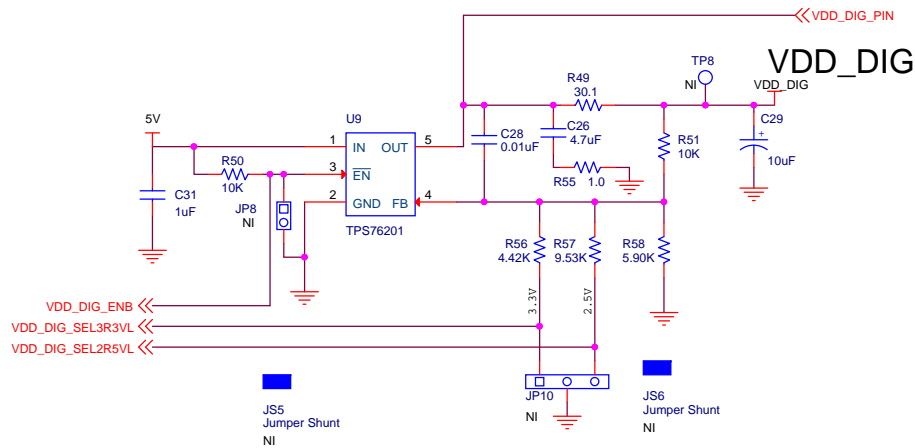 VDD_DIG_PIN
VDD_DIG
TP8
NI
VDD_DIG
R49
30.1
5V
U9
C29
10uF
+
C28
0.01uF
C26
4.7uF
R51
10K
1 IN OUT 5
R50
10K
3 EN
R55 1.0
C31
1uF
2 GND FB 4
JP8
NI
TPS76201
R56
4.42K
R57
9.53K
R58
5.90K
3.3V
2.5V
VDD_DIG_ENB
VDD_DIG_SEL3R3VL
VDD_DIG_SEL2R5VL
JS5
Jumper Shunt
NI
JP10
NI
JS6
Jumper Shunt
NI